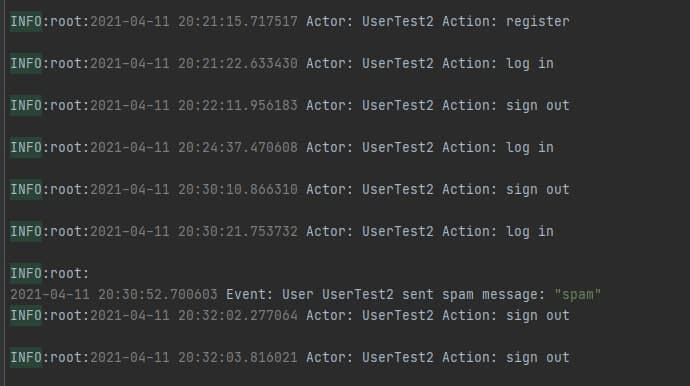 INFO:root:2021-04-11 20:21:15.717517 Actor: UserTest2 Action: register
INFO:root:2021-04-11 20:21:22.633430 Actor: UserTest2 Action: log in
INFO:root:2021-04-11 20:22:11.956183 Actor: UserTest2 Action: sign out
INFO:root:2021-04-11 20:24:37.470608 Actor: UserTest2 Action: log in
INFO:root:2021-04-11 20:30:10.866310 Actor: UserTest2 Action: sign out
INFO:root:2021-04-11 20:30:21.753732 Actor: UserTest2 Action: log in
INFO:root:
2021-04-11 20:30:52.700603 Event: User UserTest2 sent spam message: "spam"
INFO:root:2021-04-11 20:32:02.277064 Actor: UserTest2 Action: sign out
INFO:root:2021-04-11 20:32:03.816021 Actor: UserTest2 Action: sign out